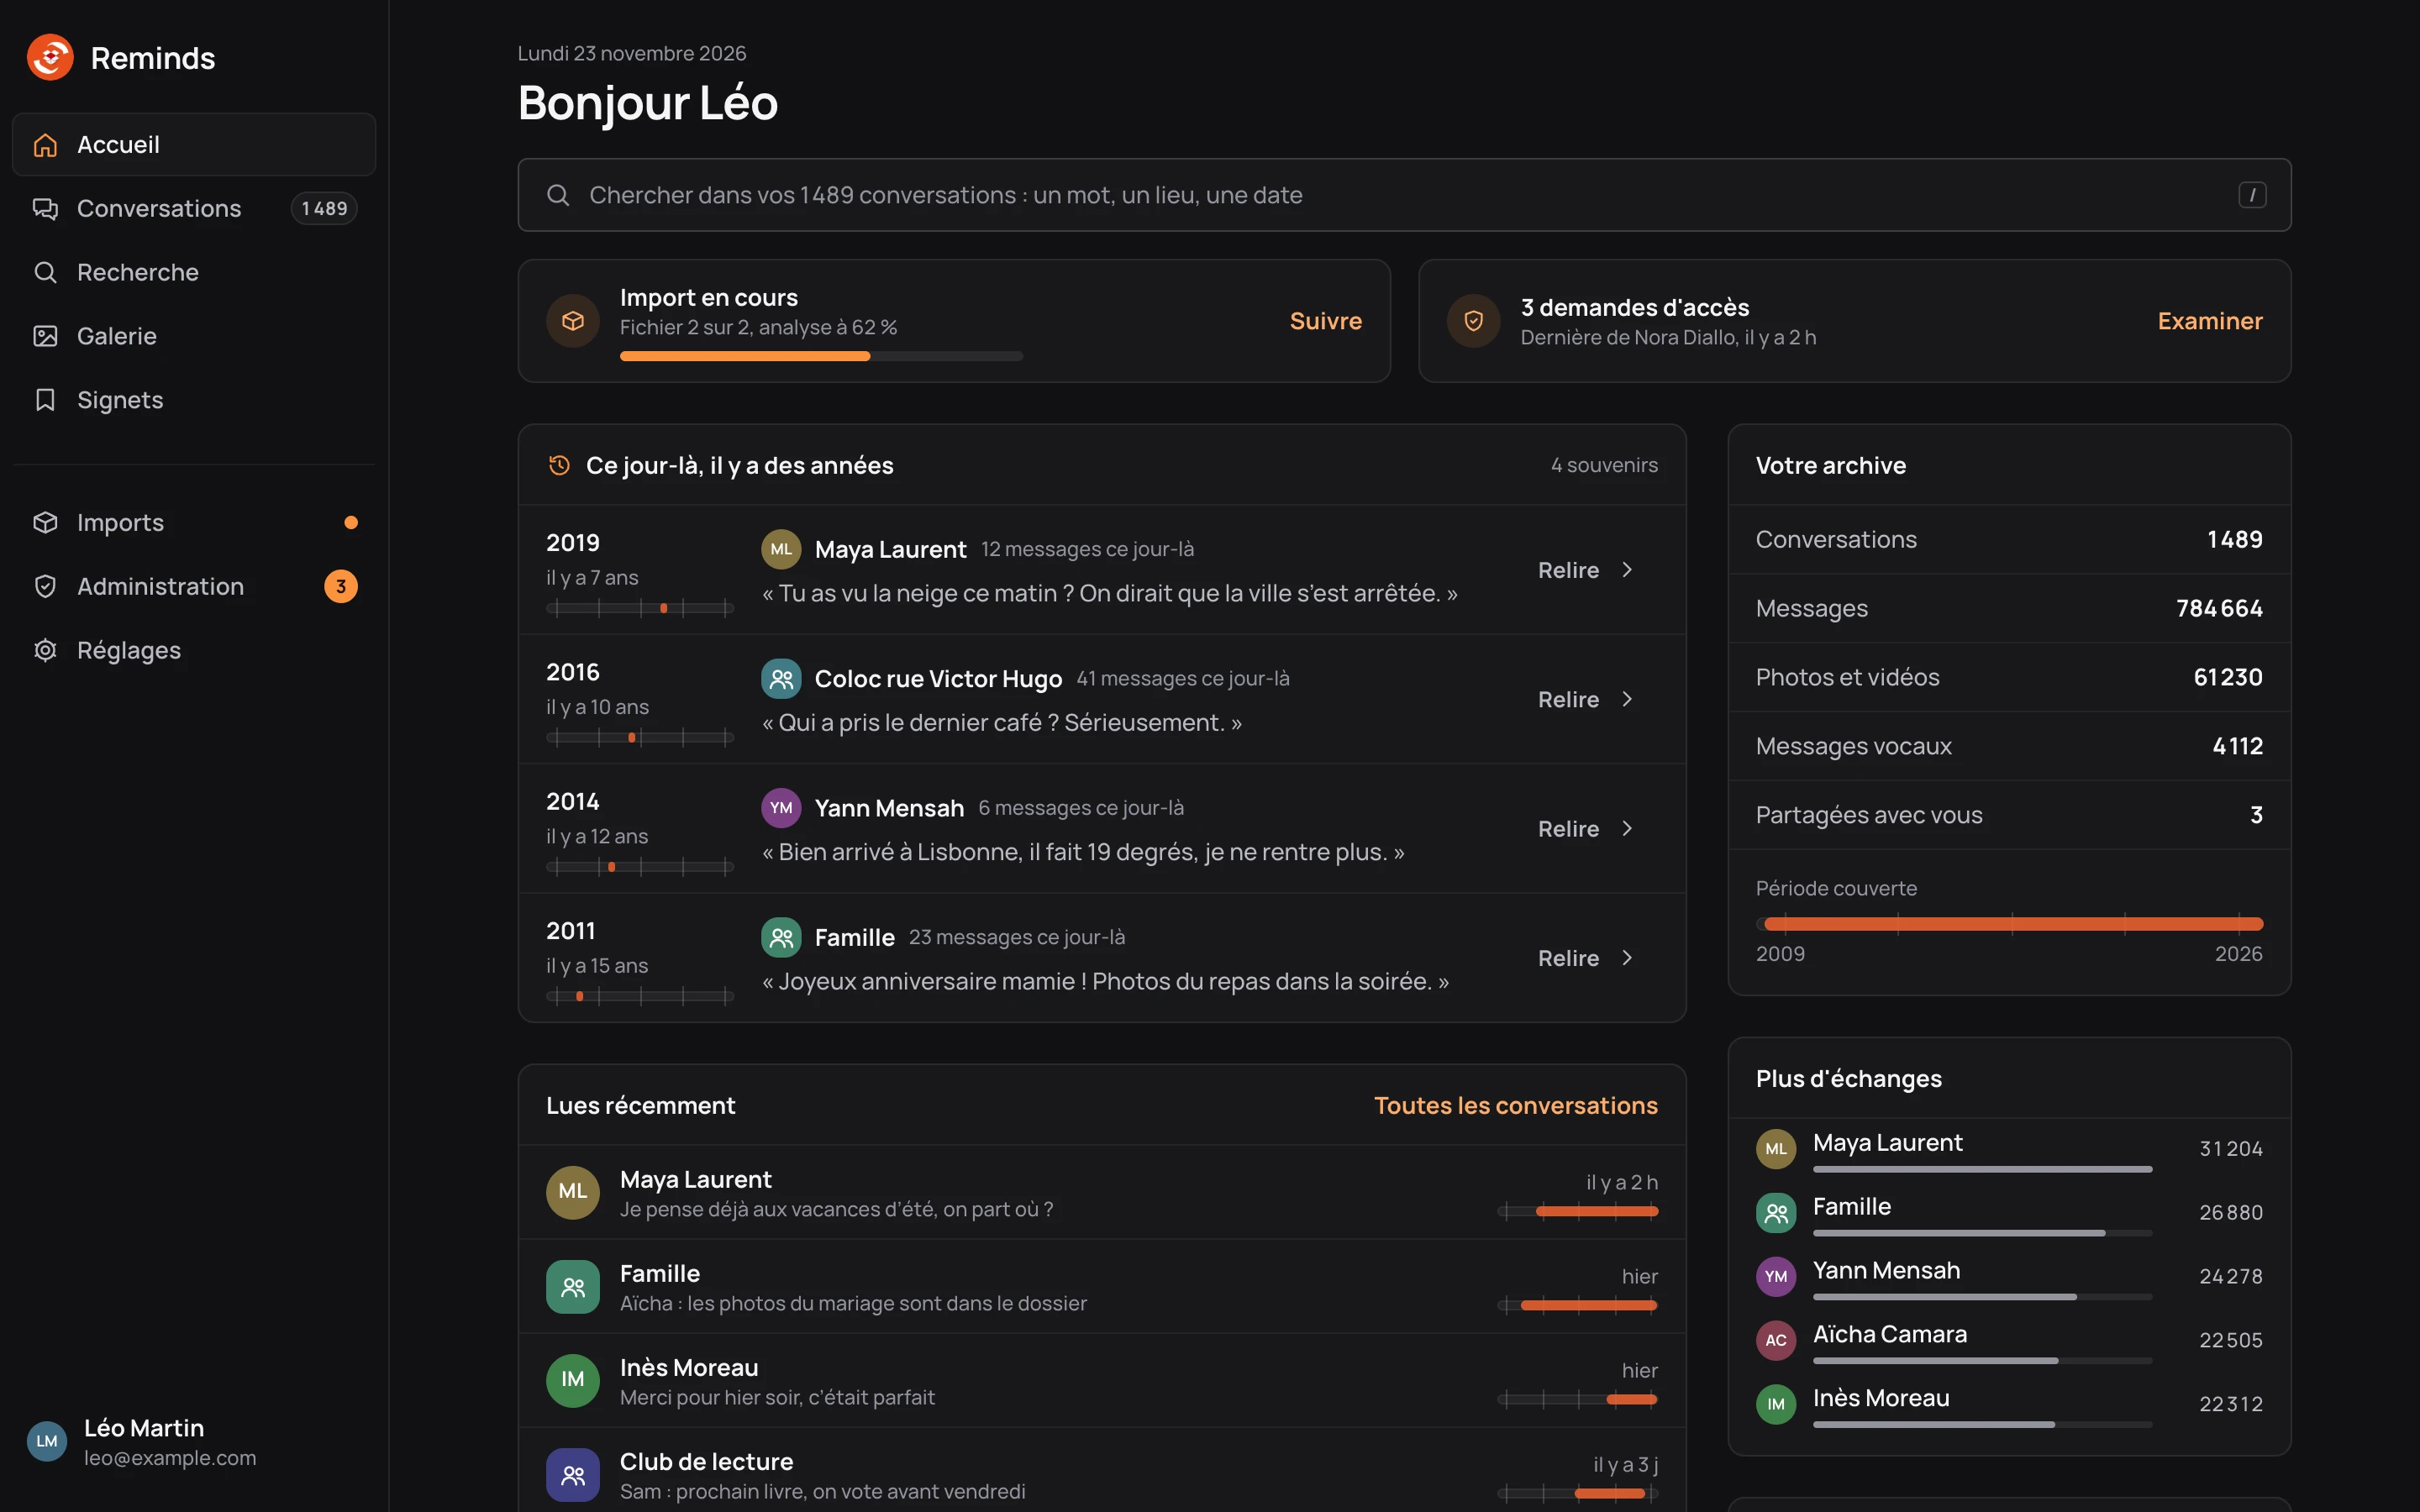 Reminds
Accueil
Conversations 1 489
Recherche
Galerie
Signets
Imports
Administration 3
Réglages
LM
Léo Martin
leo@example.com
Lundi 23 novembre 2026
Bonjour Léo
Chercher dans vos 1 489 conversations : un mot, un lieu, une date /
Import en cours
Fichier 2 sur 2, analyse à 62 %
Suivre
3 demandes d'accès
Dernière de Nora Diallo, il y a 2 h
Examiner
Ce jour-là, il y a des années 4 souvenirs
2019
il y a 7 ans
ML Maya Laurent 12 messages ce jour-là
« Tu as vu la neige ce matin ? On dirait que la ville s’est arrêtée. »
Relire
2016
il y a 10 ans
Coloc rue Victor Hugo 41 messages ce jour-là
« Qui a pris le dernier café ? Sérieusement. »
Relire
2014
il y a 12 ans
YM Yann Mensah 6 messages ce jour-là
« Bien arrivé à Lisbonne, il fait 19 degrés, je ne rentre plus. »
Relire
2011
il y a 15 ans
Famille 23 messages ce jour-là
« Joyeux anniversaire mamie ! Photos du repas dans la soirée. »
Relire
Lues récemment Toutes les conversations
ML
Maya Laurent
Je pense déjà aux vacances d’été, on part où ?
il y a 2 h
Famille
Aïcha : les photos du mariage sont dans le dossier
hier
IM
Inès Moreau
Merci pour hier soir, c’était parfait
hier
Club de lecture
Sam : prochain livre, on vote avant vendredi
il y a 3 j
Votre archive
Conversations 1 489
Messages 784 664
Photos et vidéos 61 230
Messages vocaux 4 112
Partagées avec vous 3
Période couverte
2009 2026
Plus d'échanges
ML Maya Laurent 31 204
Famille 26 880
YM Yann Mensah 24 278
AC Aïcha Camara 22 505
IM Inès Moreau 22 312